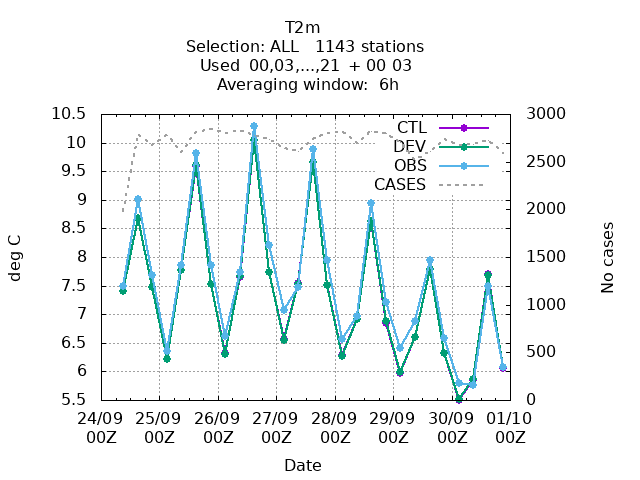 T2m
Selection: ALL   1143 stations
Used  00,03,...,21  + 00 03
Averaging window:  6h
deg C
10.5
10
9.5
9
8.5
8
7.5
7
6.5
6
5.5
CTL
DEV
OBS
CASES
3000
2500
2000
1500
1000
500
0
No cases
24/09 25/09 26/09 27/09 28/09 29/09 30/09 01/10
00Z 00Z 00Z 00Z 00Z 00Z 00Z 00Z
Date